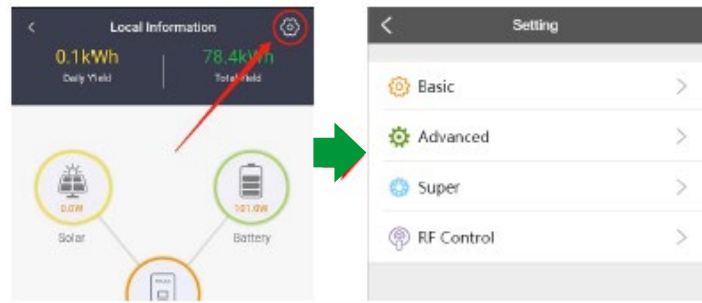 Local Information
0.1kWh
78.4kWh
Daily Yield
Total Yield
0.0W
101.0W
Solar
Battery
Setting
Basic
Advanced
Super
RF Control